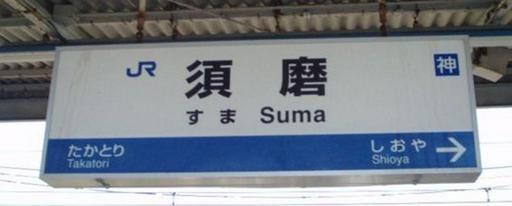 JR 須磨 神
すま Suma
たかとり しおや →
Takatori Shioya